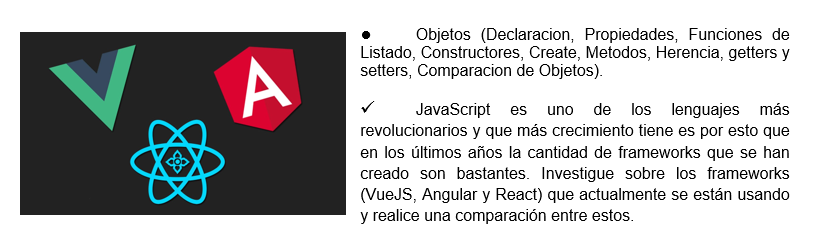 A
● Objetos (Declaracion, Propiedades, Funciones de
Listado, Constructores, Create, Metodos, Herencia, getters y
setters, Comparacion de Objetos).
✓ JavaScript es uno de los lenguajes más
revolucionarios y que más crecimiento tiene es por esto que
en los últimos años la cantidad de frameworks que se han
creado son bastantes. Investigue sobre los frameworks
(VueJS, Angular y React) que actualmente se están usando
y realice una comparación entre estos.